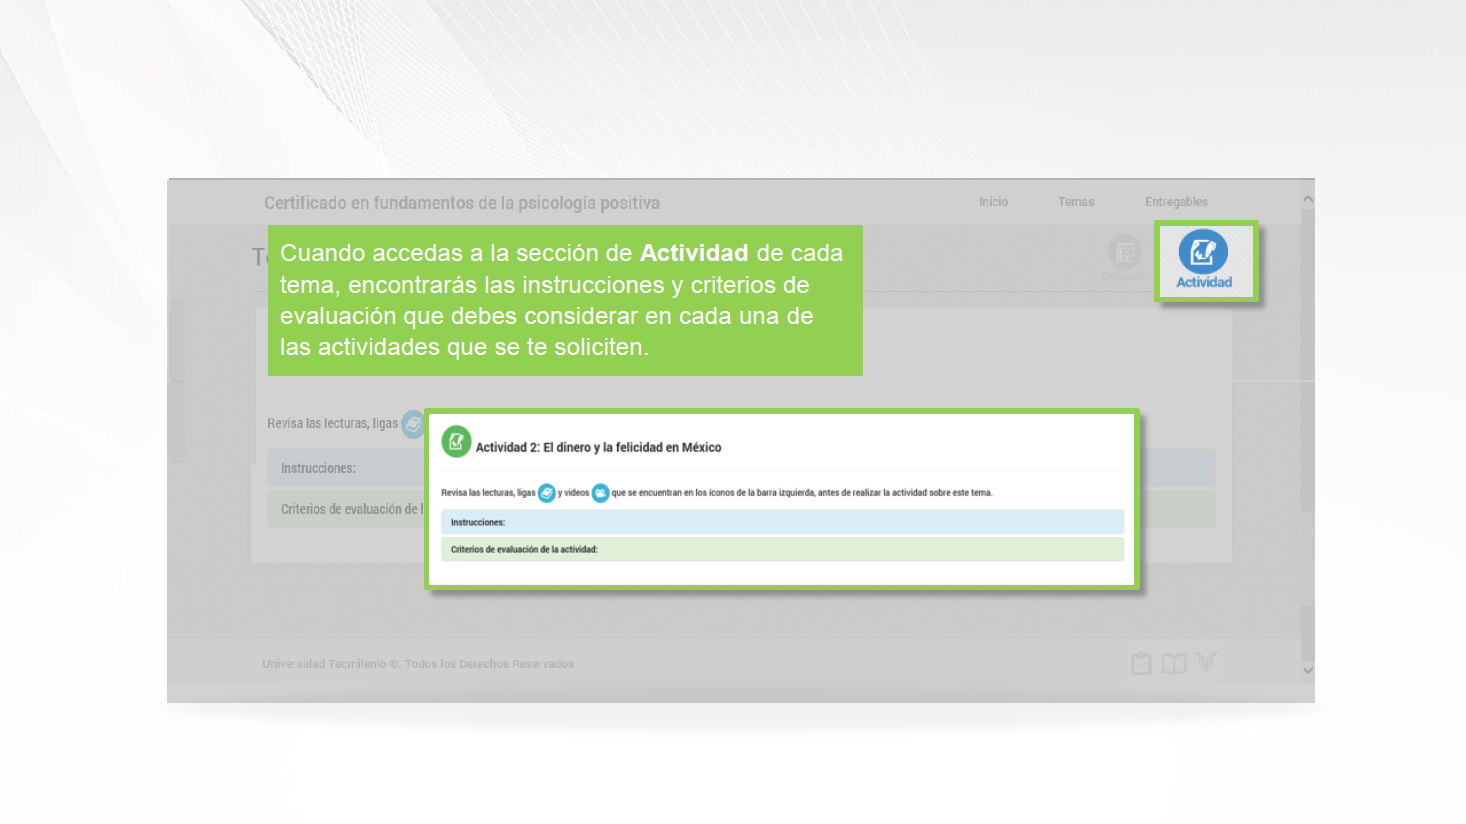 Certificado en fundamentos de la psicología positiva
Inicio Temas Entregables
Cuando accedas a la sección de Actividad de cada
tema, encontrarás las instrucciones y criterios de
evaluación que debes considerar en cada una de
las actividades que se te soliciten.
Actividad
Revisa las lecturas, ligas
Instrucciones:
Criterios de evaluación de l
Actividad 2: El dinero y la felicidad en México
Revisa las lecturas, ligas y videos que se encuentran en los íconos de la barra izquierda, antes de realizar la actividad sobre este tema.
Instrucciones:
Criterios de evaluación de la actividad:
Universidad Tecmilenio ©. Todos los Derechos Reservados